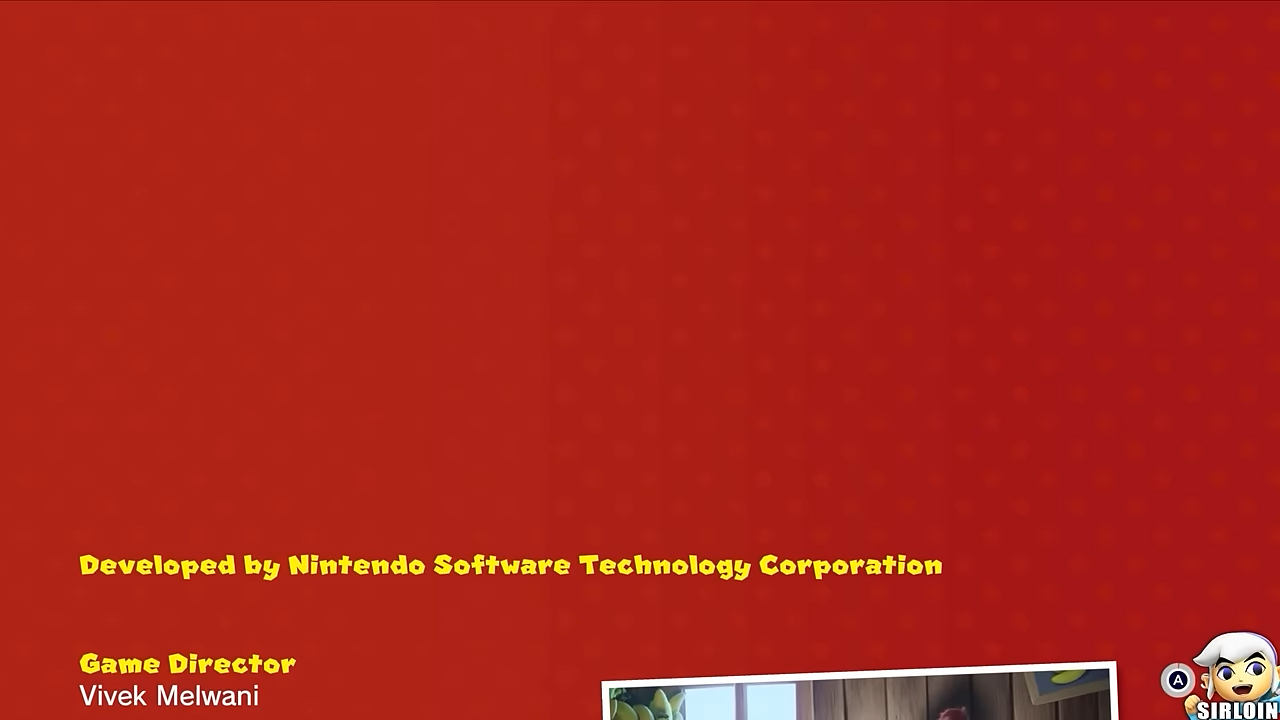 Developed by Nintendo Software Technology Corporation
Game Director
Vivek Melwani
A
SIRLOIN